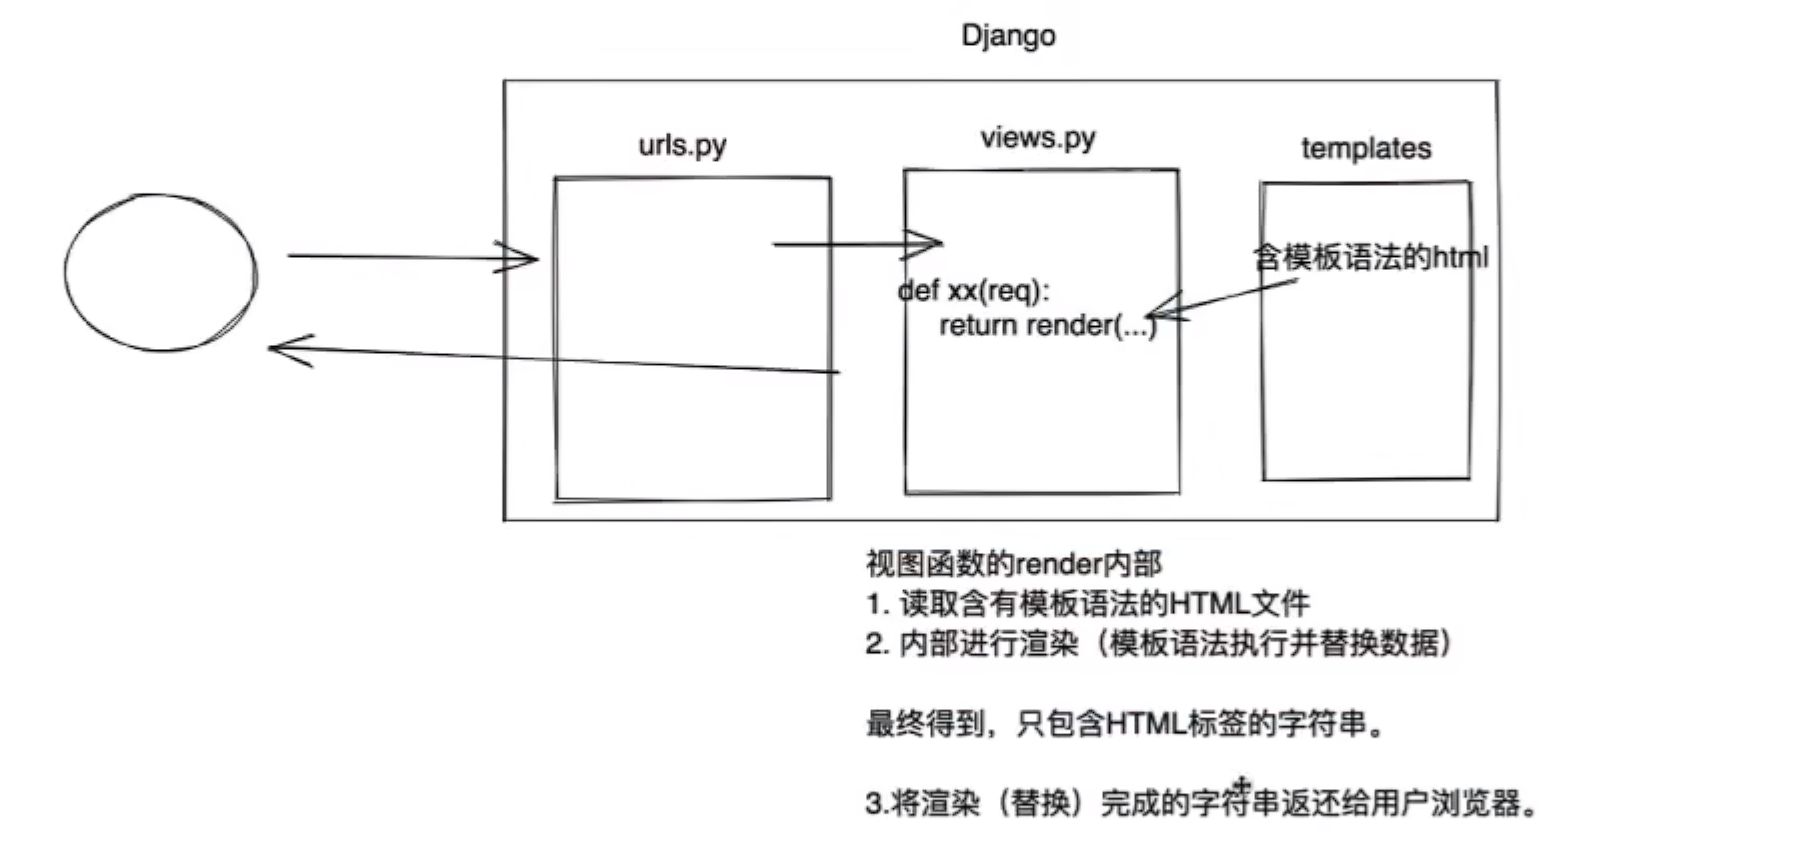 Django
urls.py
views.py
templates
含模板语法的html
def xx(req):
return render(...)
视图函数的render内部
1. 读取含有模板语法的HTML文件
2. 内部进行渲染（模板语法执行并替换数据）
最终得到，只包含HTML标签的字符串。
3.将渲染（替换）完成的字符串返还给用户浏览器。